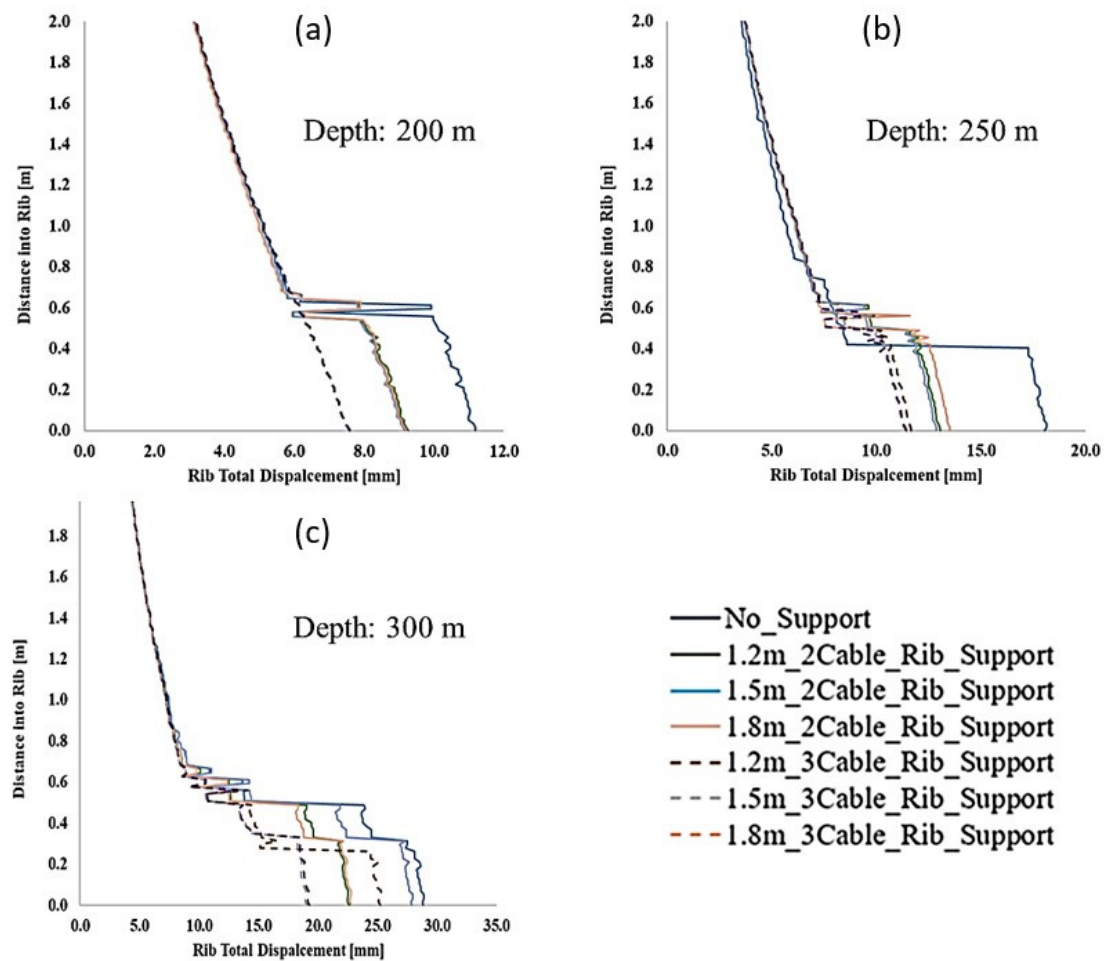 (a)
Depth: 200 m
Distance into Rib [m]
2.0
1.8
1.6
1.4
1.2
1.0
0.8
0.6
0.4
0.2
0.0
0.0 2.0 4.0 6.0 8.0 10.0 12.0
Rib Total Dispalcement [mm]
(b)
Depth: 250 m
Distance into Rib [m]
2.0
1.8
1.6
1.4
1.2
1.0
0.8
0.6
0.4
0.2
0.0
0.0 5.0 10.0 15.0 20.0
Rib Total Dispalcement [mm]
(c)
Depth: 300 m
Distance into Rib [m]
1.8
1.6
1.4
1.2
1.0
0.8
0.6
0.4
0.2
0.0
0.0 5.0 10.0 15.0 20.0 25.0 30.0 35.0
Rib Total Dispalcement [mm]
No_Support
1.2m_2Cable_Rib_Support
1.5m_2Cable_Rib_Support
1.8m_2Cable_Rib_Support
1.2m_3Cable_Rib_Support
1.5m_3Cable_Rib_Support
1.8m_3Cable_Rib_Support